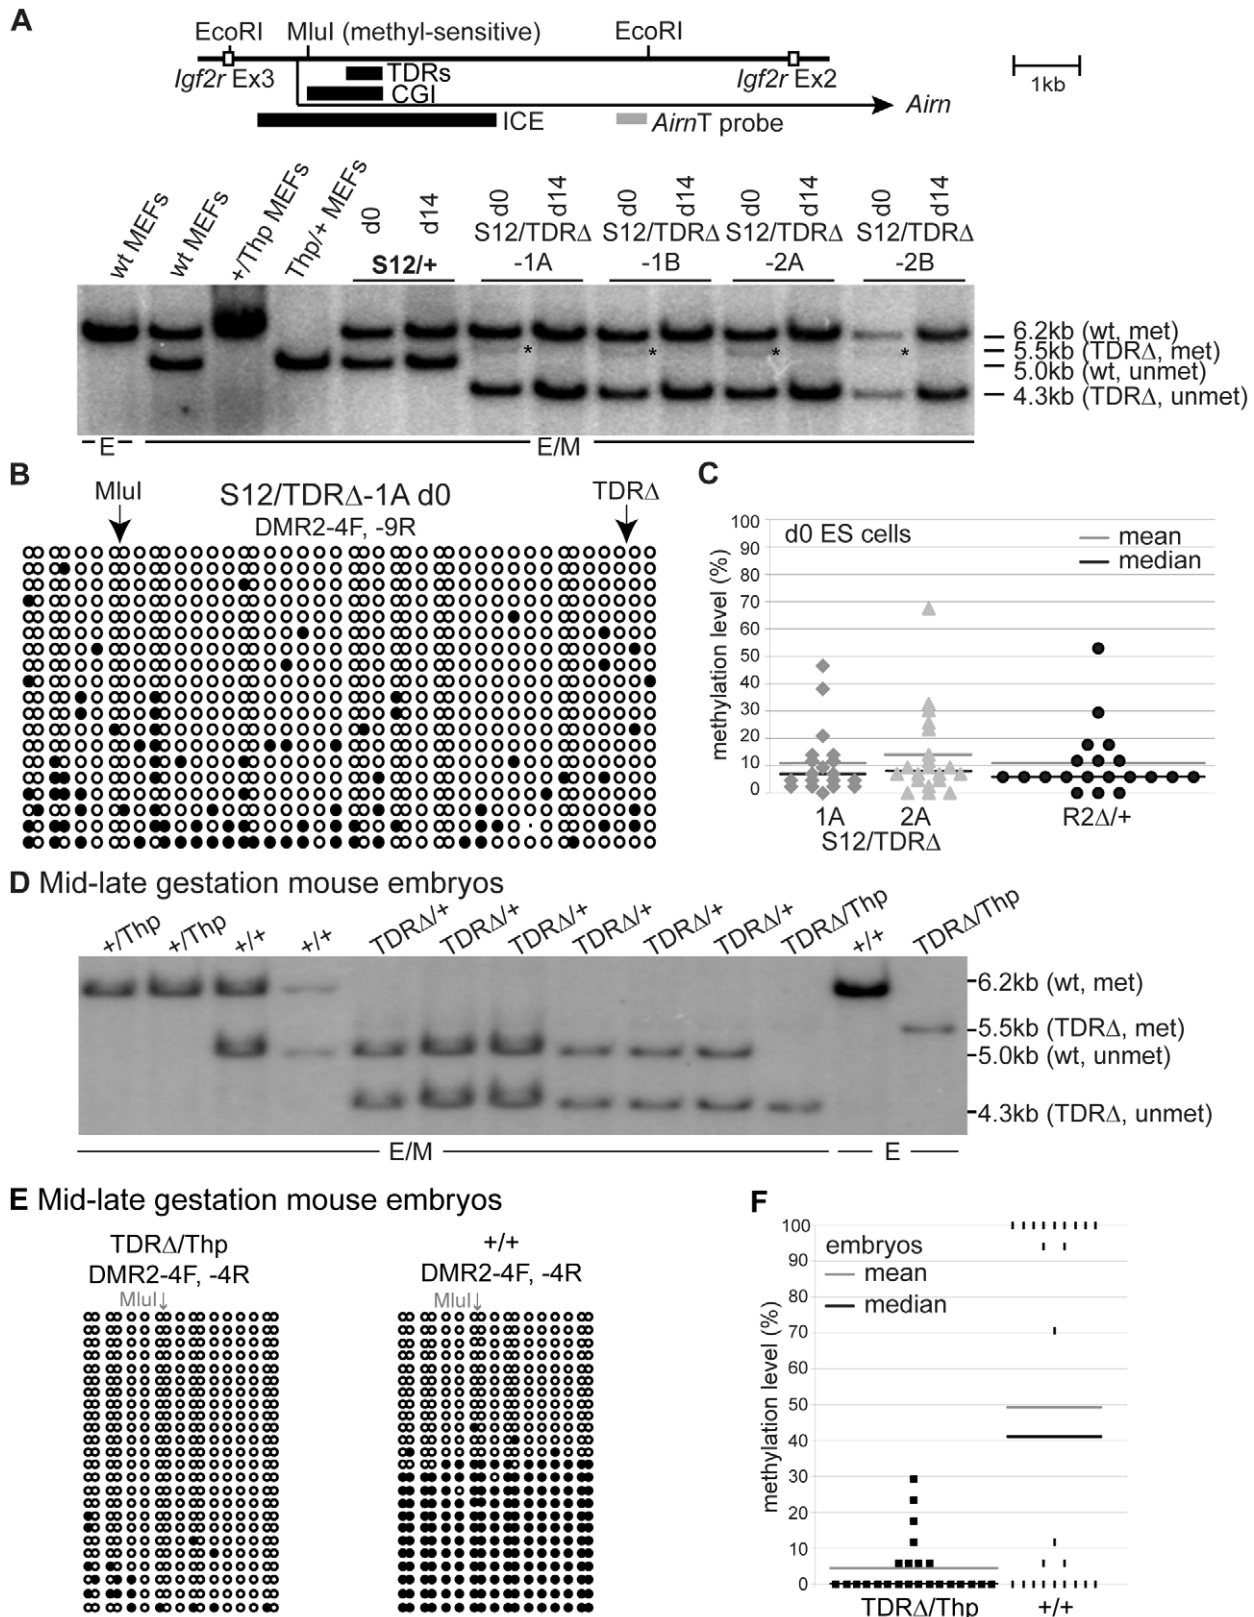 A
EcoRI MluI (methyl-sensitive) EcoRI
Igf2r Ex3 TDRs Igf2r Ex2
1kb
CGI
Airn
ICE AirnT probe
wt MEFs wt MEFs +/Thp MEFs Thp/+ MEFs d0 d14 d0 d14 d0 d14 d0 d14 d0 d14
S12/TDRΔ S12/TDRΔ S12/TDRΔ S12/TDRΔ
S12/+ -1A -1B -2A -2B
6.2kb (wt, met)
* * * * 5.5kb (TDRΔ, met)
5.0kb (wt, unmet)
4.3kb (TDRΔ, unmet)
E E/M
B
MluI S12/TDRΔ-1A d0 TDRΔ
DMR2-4F, -9R
C
100
90
80
70
60
50
40
30
20
10
0
methylation level (%)
d0 ES cells
mean
median
1A 2A R2Δ/+
S12/TDRΔ
D Mid-late gestation mouse embryos
+/Thp +/Thp +/+ +/+ TDRΔ/+ TDRΔ/+ TDRΔ/+ TDRΔ/+ TDRΔ/+ TDRΔ/+ TDRΔ/Thp +/+ TDRΔ/Thp
6.2kb (wt, met)
5.5kb (TDRΔ, met)
5.0kb (wt, unmet)
4.3kb (TDRΔ, unmet)
E/M E
E Mid-late gestation mouse embryos
TDRΔ/Thp +/+
DMR2-4F, -4R DMR2-4F, -4R
MluI↓ MluI↓
F
100
90
80
70
60
50
40
30
20
10
0
methylation level (%)
embryos
mean
median
TDRΔ/Thp +/+